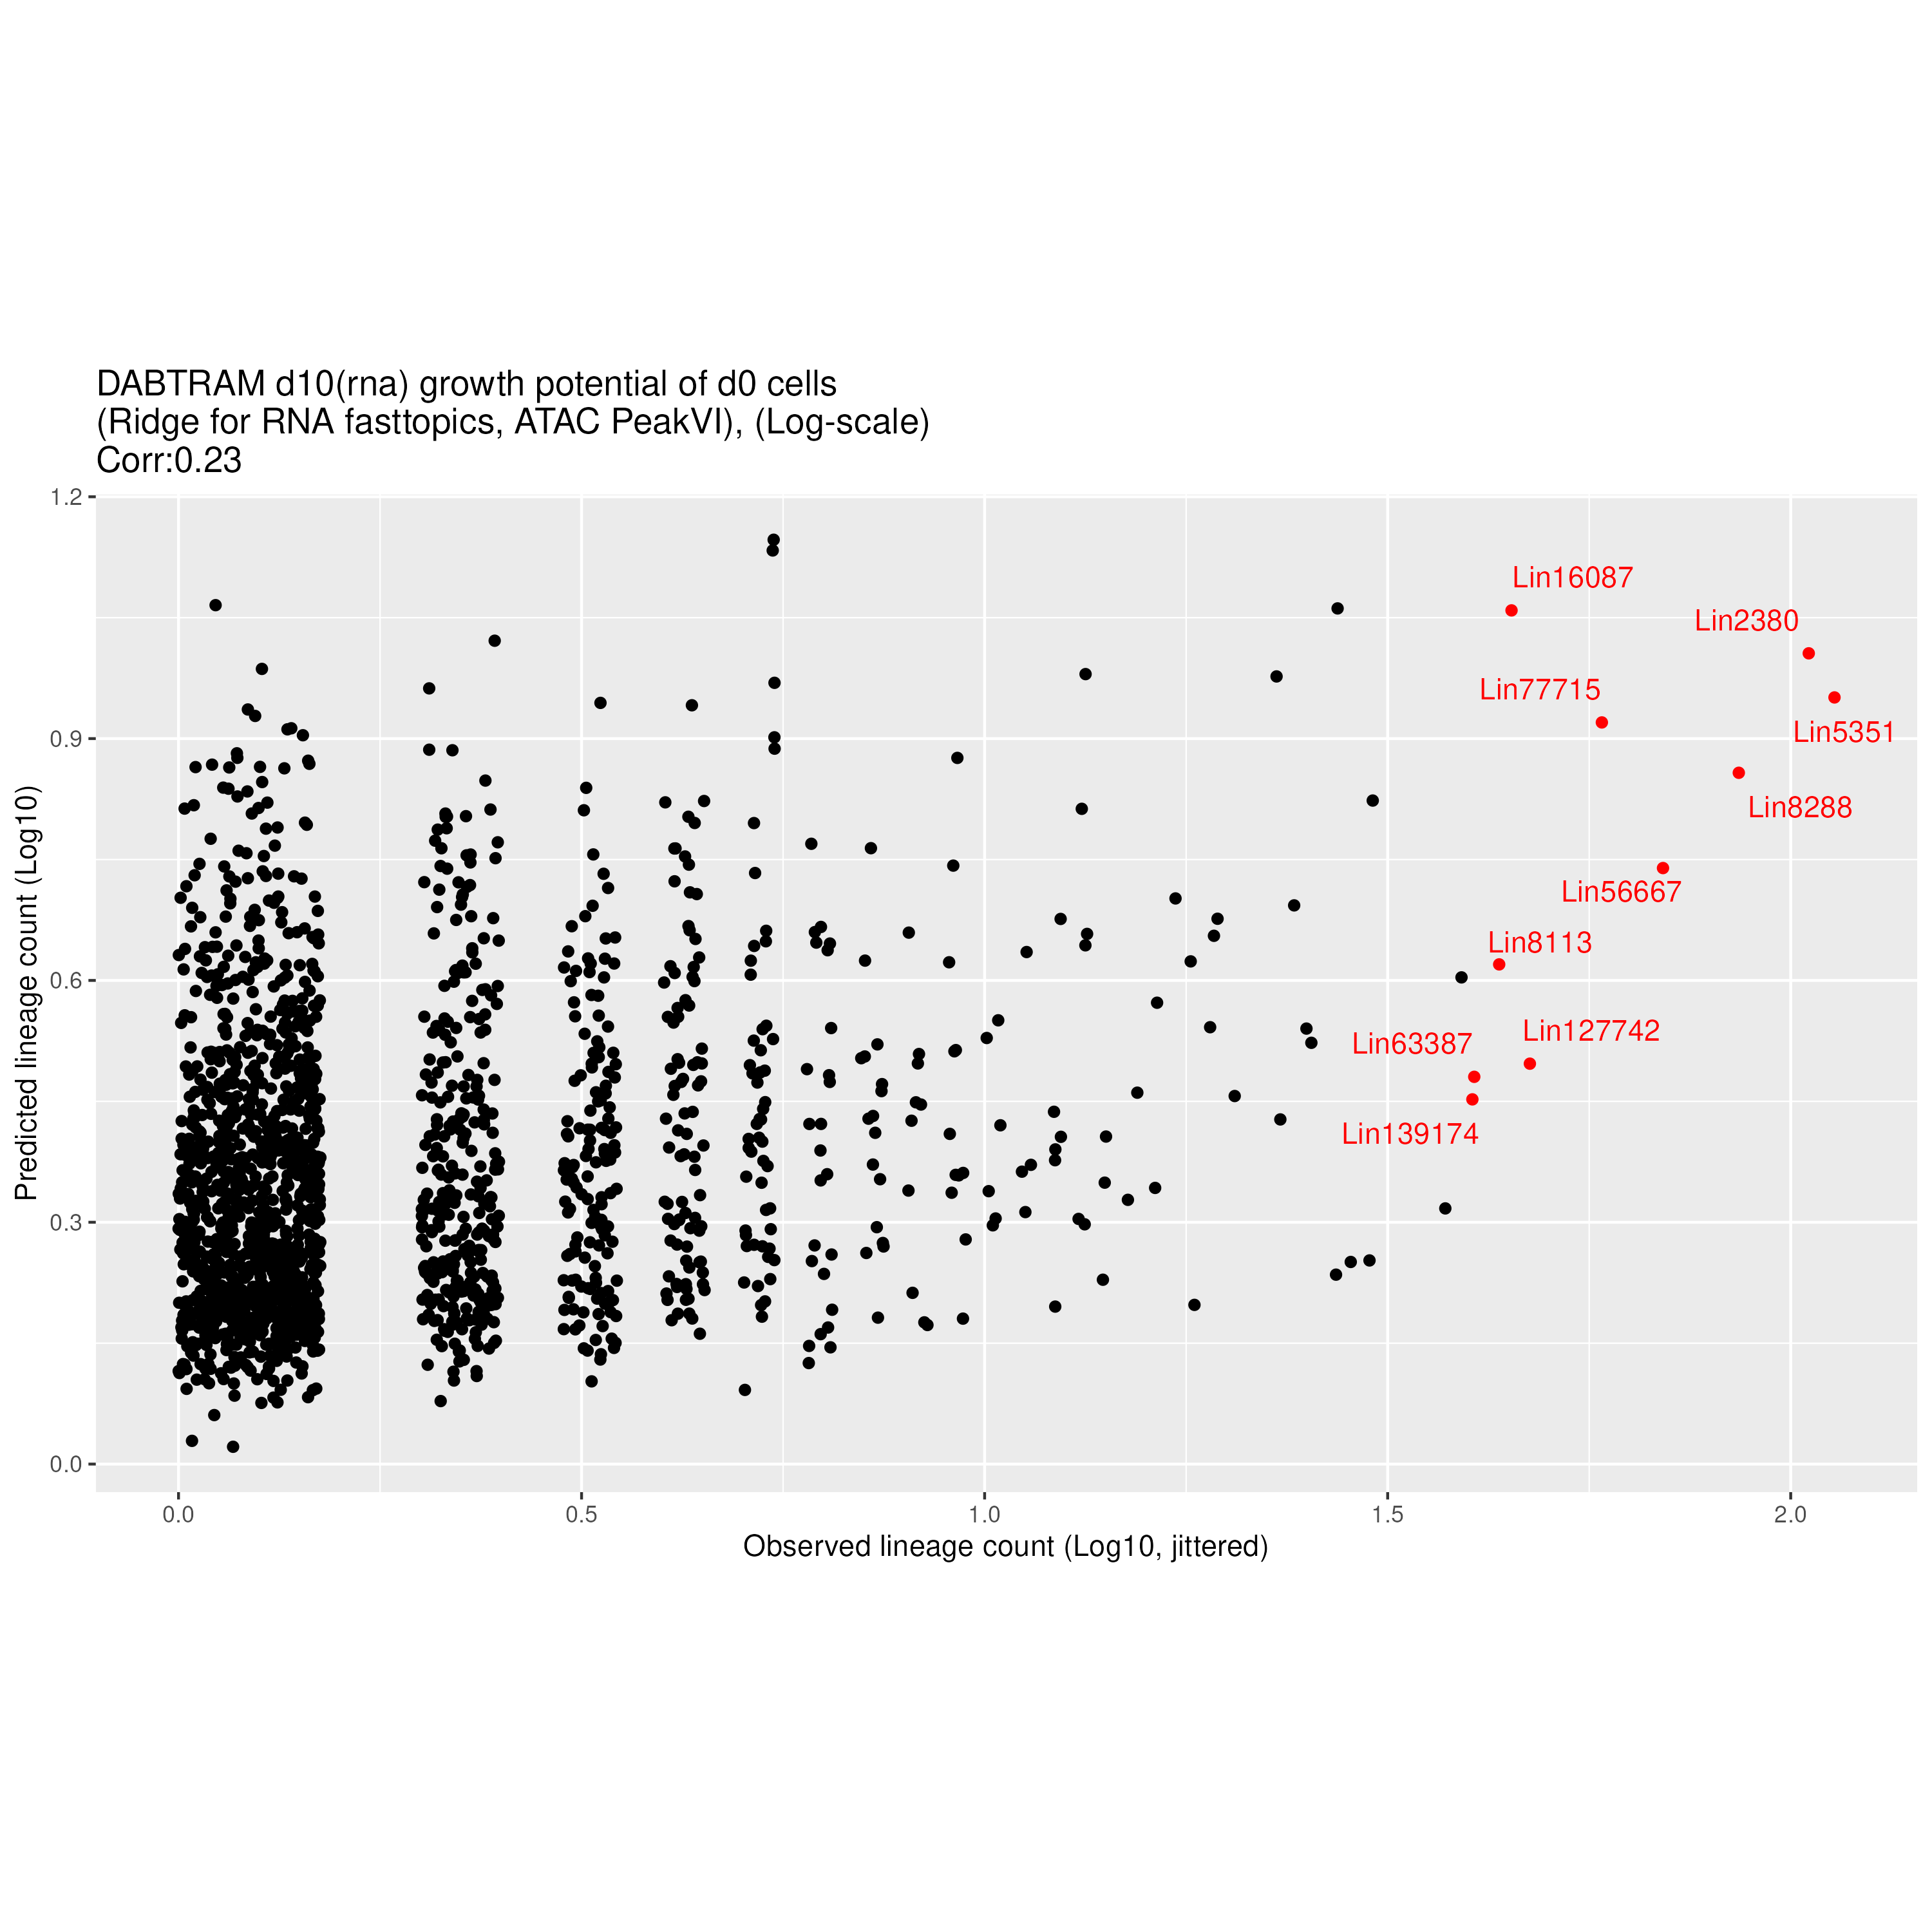 DABTRAM d10(rna) growth potential of d0 cells
(Ridge for RNA fasttopics, ATAC PeakVI), (Log-scale)
Corr:0.23
1.2
0.9
0.6
0.3
0.0
Predicted lineage count (Log10)
Lin16087
Lin2380
Lin77715
Lin5351
Lin8288
Lin56667
Lin8113
Lin127742
Lin63387
Lin139174
0.0
0.5
1.0
1.5
2.0
Observed lineage count (Log10, jittered)